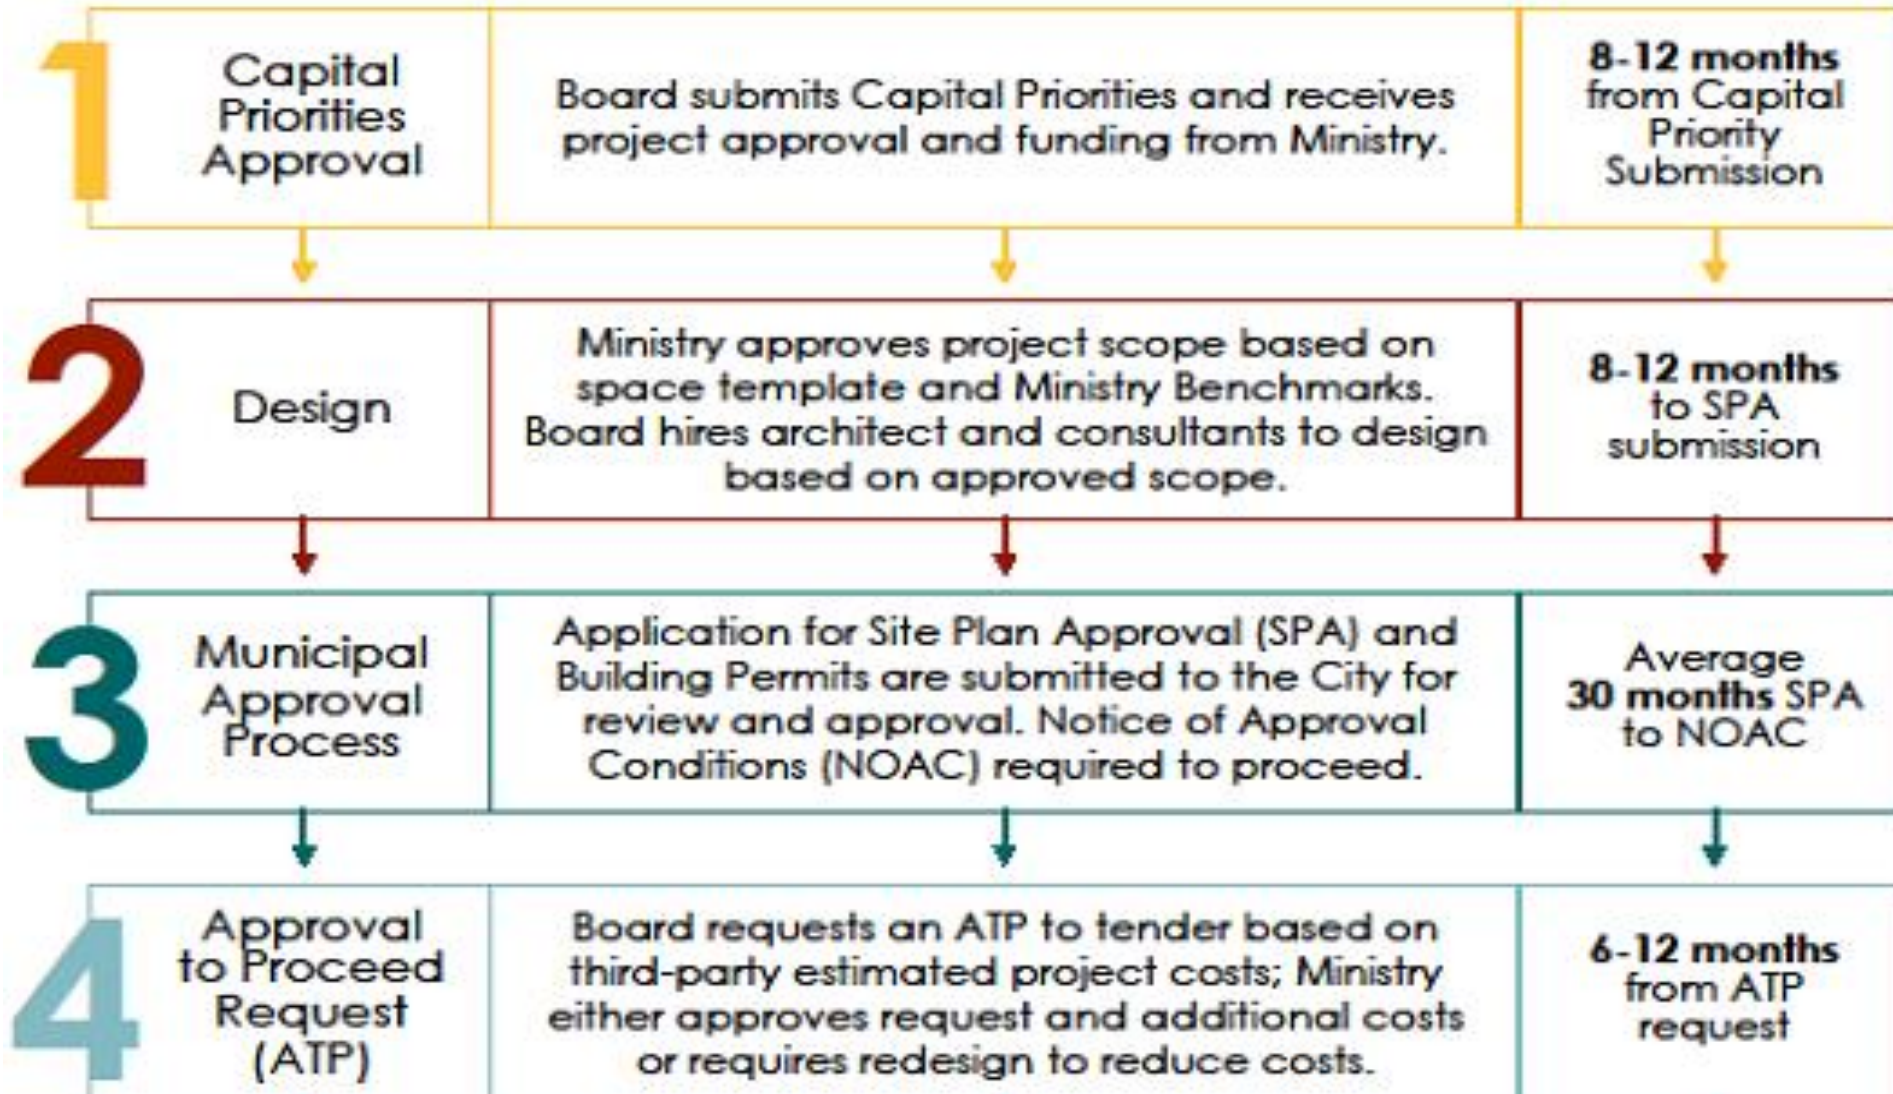 1
Capital
Priorities
Approval
Board submits Capital Priorities and receives
project approval and funding from Ministry.
8-12 months
from Capital
Priority
Submission
2
Design
Ministry approves project scope based on
space template and Ministry Benchmarks.
Board hires architect and consultants to design
based on approved scope.
8-12 months
to SPA
submission
3
Municipal
Approval
Process
Application for Site Plan Approval (SPA) and
Building Permits are submitted to the City for
review and approval. Notice of Approval
Conditions (NOAC) required to proceed.
Average
30 months SPA
to NOAC
4
Approval
to Proceed
Request
(ATP)
Board requests an ATP to tender based on
third-party estimated project costs; Ministry
either approves request and additional costs
or requires redesign to reduce costs.
6-12 months
from ATP
request